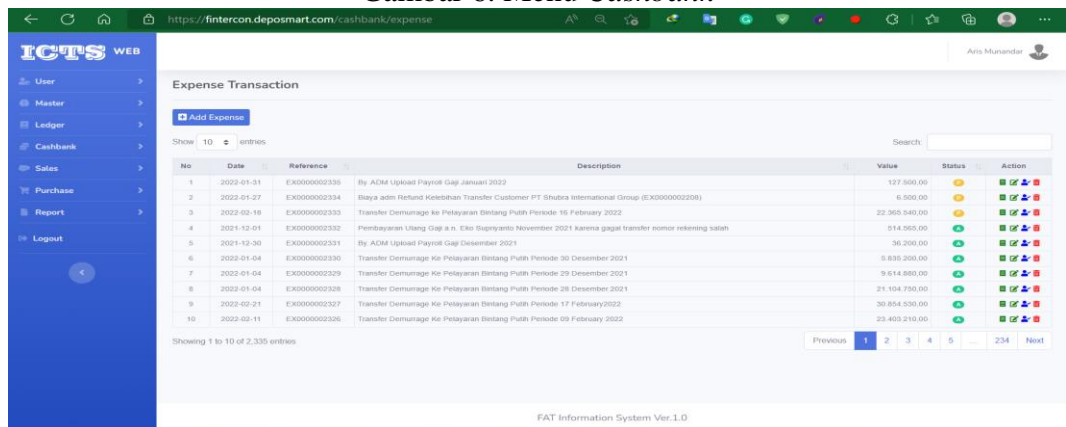 Gambar 6. Menu Cashbank
https://fintercon.deposmart.com/cashbank/expense
ICTS WEB
Aris Munandar
User
Master
Ledger
Cashbank
Sales
Purchase
Report
Logout
Expense Transaction
Add Expense
Show 10 entries
Search:
No Date Reference Description Value Status Action
1 2022-01-31 EX0000002335 By. ADM Upload Payroll Gaji Januari 2022 127.500,00 P
2 2022-01-27 EX0000002334 Biaya adm Refund Kelebihan Transfer Customer PT Shubra International Group (EX0000002208) 6.500,00 P
3 2022-02-18 EX0000002333 Transfer Demurrage ke Pelayaran Bintang Putih Periode 16 February 2022 22.365.940,00 P
4 2021-12-01 EX0000002332 Pembayaran Ulang Gaji a.n. Eko Supriyanto November 2021 karena gagal transfer nomor rekening salah 514.565,00 A
5 2021-12-30 EX0000002331 By. ADM Upload Payroll Gaji Desember 2021 36.200,00 A
6 2022-01-04 EX0000002330 Transfer Demurrage Ke Pelayaran Bintang Putih Periode 30 Desember 2021 5.835.200,00 A
7 2022-01-04 EX0000002329 Transfer Demurrage Ke Pelayaran Bintang Putih Periode 29 Desember 2021 9.614.880,00 A
8 2022-01-04 EX0000002328 Transfer Demurrage Ke Pelayaran Bintang Putih Periode 28 Desember 2021 21.104.750,00 A
9 2022-02-21 EX0000002327 Transfer Demurrage Ke Pelayaran Bintang Putih Periode 17 February2022 30.854.530,00 A
10 2022-02-11 EX0000002326 Transfer Demurrage Ke Pelayaran Bintang Putih Periode 09 February 2022 23.403.210,00 A
Showing 1 to 10 of 2,335 entries
Previous 1 2 3 4 5 ... 234 Next
FAT Information System Ver.1.0